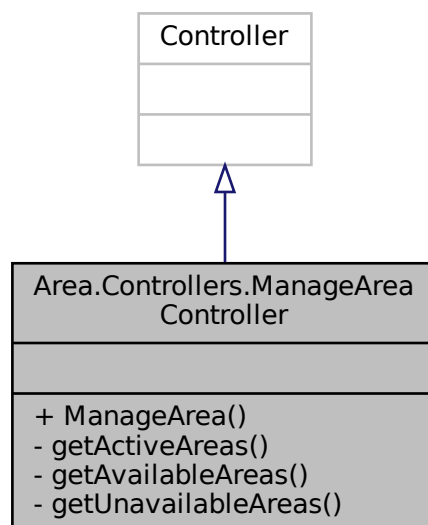 Controller
Area.Controllers.ManageArea
Controller
+ ManageArea()
- getActiveAreas()
- getAvailableAreas()
- getUnavailableAreas()